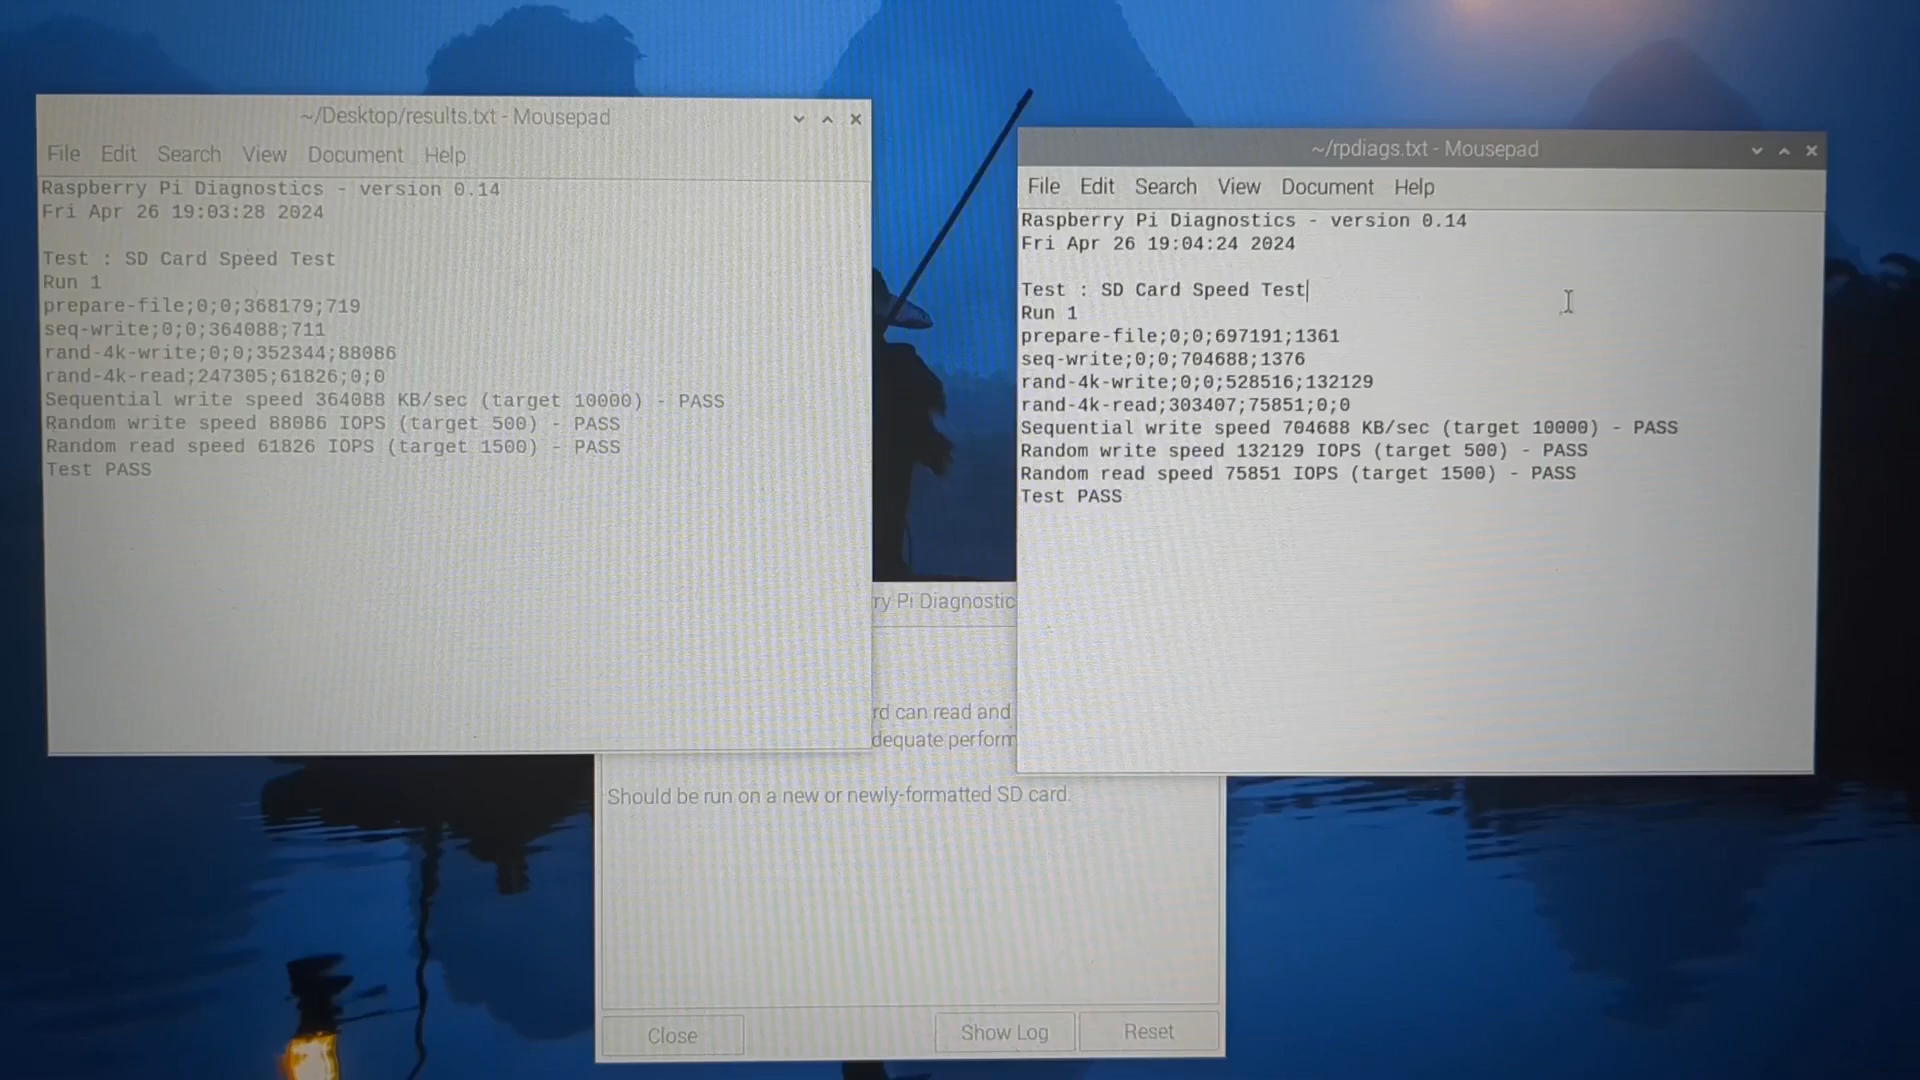 ~/Desktop/results.txt - Mousepad
File Edit Search View Document Help
Raspberry Pi Diagnostics - version 0.14
Fri Apr 26 19:03:28 2024
Test : SD Card Speed Test
Run 1
prepare-file;0;0;368179;719
seq-write;0;0;364088;711
rand-4k-write;0;0;352344;88086
rand-4k-read;247305;61826;0;0
Sequential write speed 364088 KB/sec (target 10000) - PASS
Random write speed 88086 IOPS (target 500) - PASS
Random read speed 61826 IOPS (target 1500) - PASS
Test PASS
~/rpdiags.txt - Mousepad
File Edit Search View Document Help
Raspberry Pi Diagnostics - version 0.14
Fri Apr 26 19:04:24 2024
Test : SD Card Speed Test
Run 1
prepare-file;0;0;697191;1361
seq-write;0;0;704688;1376
rand-4k-write;0;0;528516;132129
rand-4k-read;303407;75851;0;0
Sequential write speed 704688 KB/sec (target 10000) - PASS
Random write speed 132129 IOPS (target 500) - PASS
Random read speed 75851 IOPS (target 1500) - PASS
Test PASS
ry Pi Diagnostic
rd can read and
dequate perform
Should be run on a new or newly-formatted SD card.
Close Show Log Reset